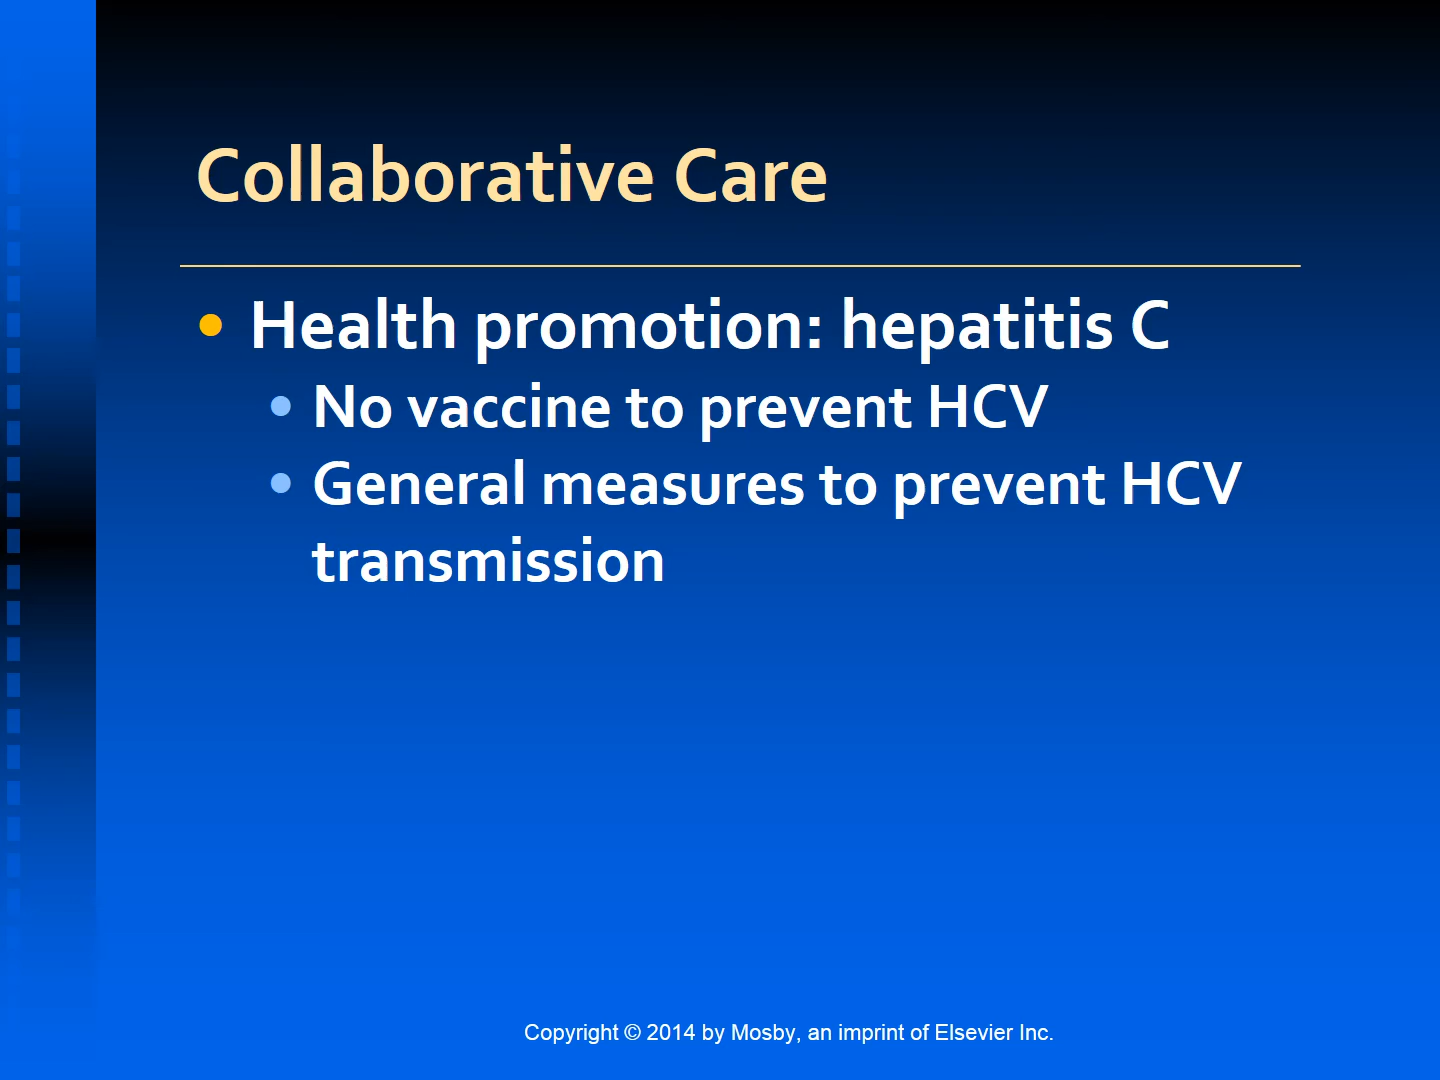 Collaborative Care
• Health promotion: hepatitis C
• No vaccine to prevent HCV
• General measures to prevent HCV
transmission
Copyright © 2014 by Mosby, an imprint of Elsevier Inc.